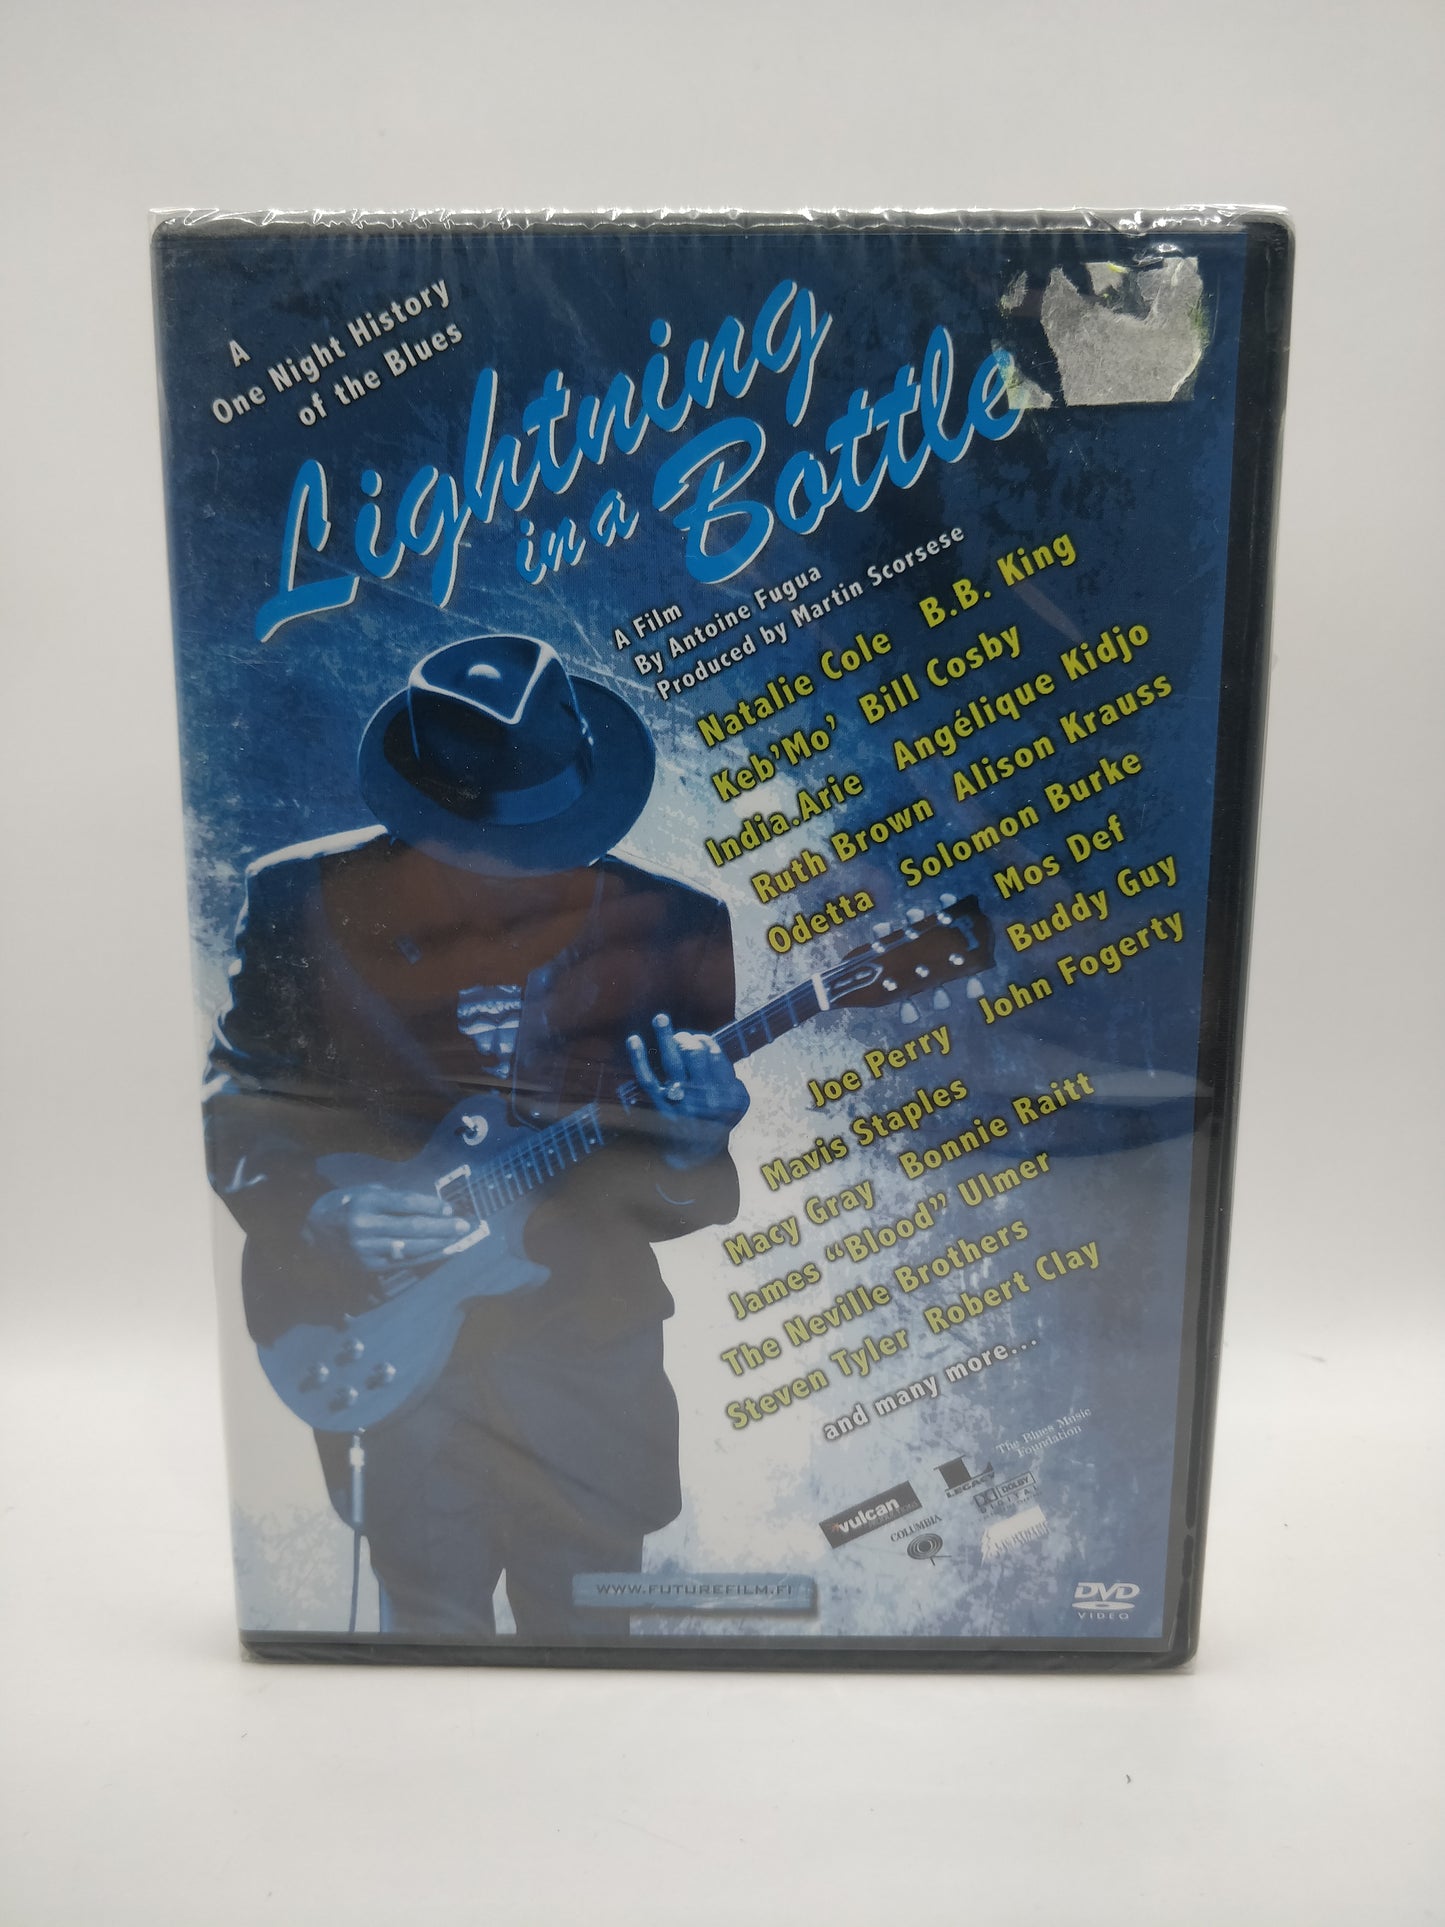 A
One Night History
of the Blues
Lightning
in a Bottle
A Film
By Antoine Fugua
Produced by Martin Scorsese
Natalie Cole B.B. King
Keb'Mo' Bill Cosby
India.Arie Angélique Kidjo
Ruth Brown Alison Krauss
Odetta Solomon Burke
Mos Def
Buddy Guy
Joe Perry John Fogerty
Mavis Staples
Macy Gray Bonnie Raitt
James “Blood” Ulmer
The Neville Brothers
Steven Tyler Robert Clay
and many more...
The Blues Music
Foundation
L
LEGACY
DOLBY
DIGITAL
vulcan
COLUMBIA
WWW.FUTUREFILM.FI
DVD
VIDEO